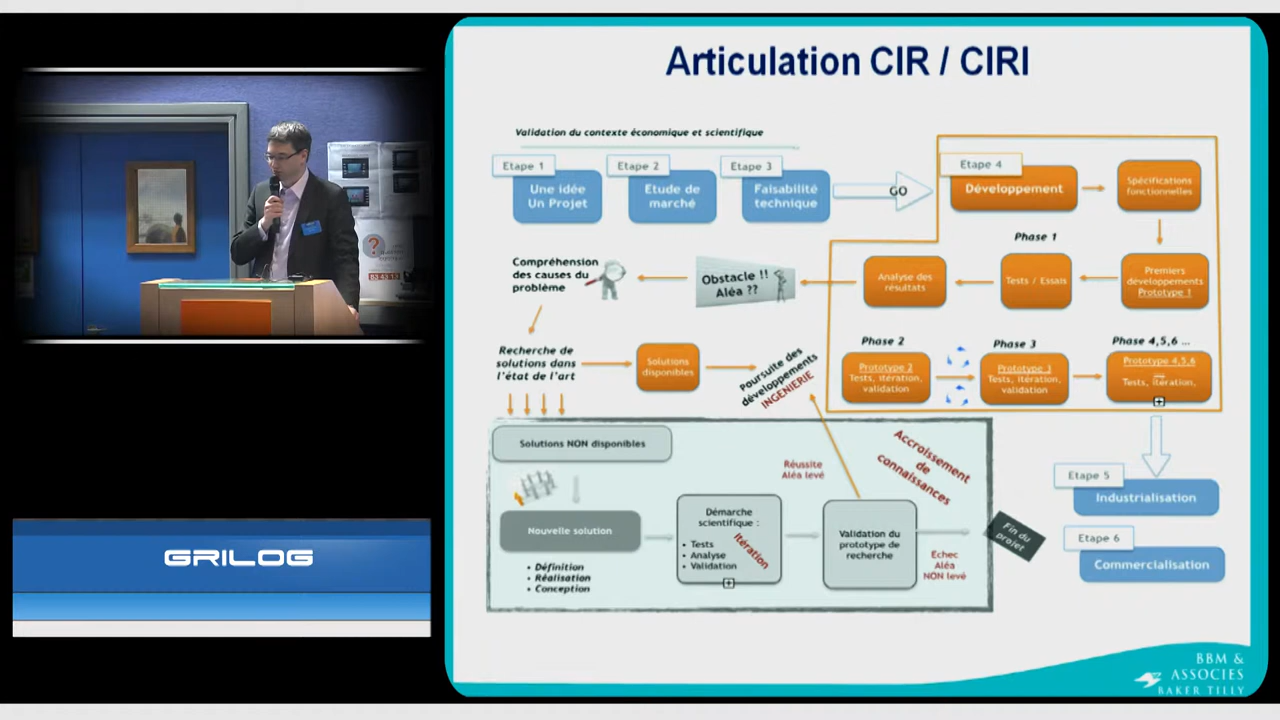 Articulation CIR / CIRI
Validation du contexte économique et scientifique
Etape 1
Une idée
Un Projet
Etape 2
Etude de
marché
Etape 3
Faisabilité
technique
GO
Etape 4
Développement
Spécifications
fonctionnelles
Phase 1
Premiers
développements
Prototype 1
Tests / Essais
Analyse des
résultats
Obstacle !!
Aléa ??
Compréhension
des causes du
problème
Recherche de
solutions dans
l'état de l'art
Solutions
disponibles
Poursuite des
développements
INGENIERIE
Phase 2
Prototype 2
Tests, itération,
validation
Phase 3
Prototype 3
Tests, itération,
validation
Phase 4,5,6 ...
Prototype 4,5,6
Tests, itération,
Solutions NON disponibles
Nouvelle solution
• Définition
• Réalisation
• Conception
Démarche
scientifique :
• Tests
• Analyse
• Validation
Itération
Validation du
prototype de
recherche
Réussite
Aléa levé
Accroissement
de
connaissances
Echec
Aléa
NON levé
Fin du
projet
Etape 5
Industrialisation
Etape 6
Commercialisation
GRILOG
BBM &
ASSOCIES
BAKER TILLY